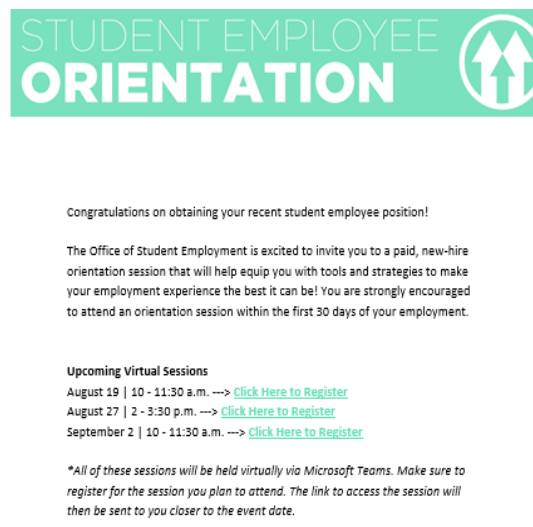 STUDENT EMPLOYEE
ORIENTATION
Congratulations on obtaining your recent student employee position!
The Office of Student Employment is excited to invite you to a paid, new-hire
orientation session that will help equip you with tools and strategies to make
your employment experience the best it can be! You are strongly encouraged
to attend an orientation session within the first 30 days of your employment.
Upcoming Virtual Sessions
August 19 | 10 - 11:30 a.m. ---> Click Here to Register
August 27 | 2 - 3:30 p.m. ---> Click Here to Register
September 2 | 10 - 11:30 a.m. ---> Click Here to Register
*All of these sessions will be held virtually via Microsoft Teams. Make sure to
register for the session you plan to attend. The link to access the session will
then be sent to you closer to the event date.